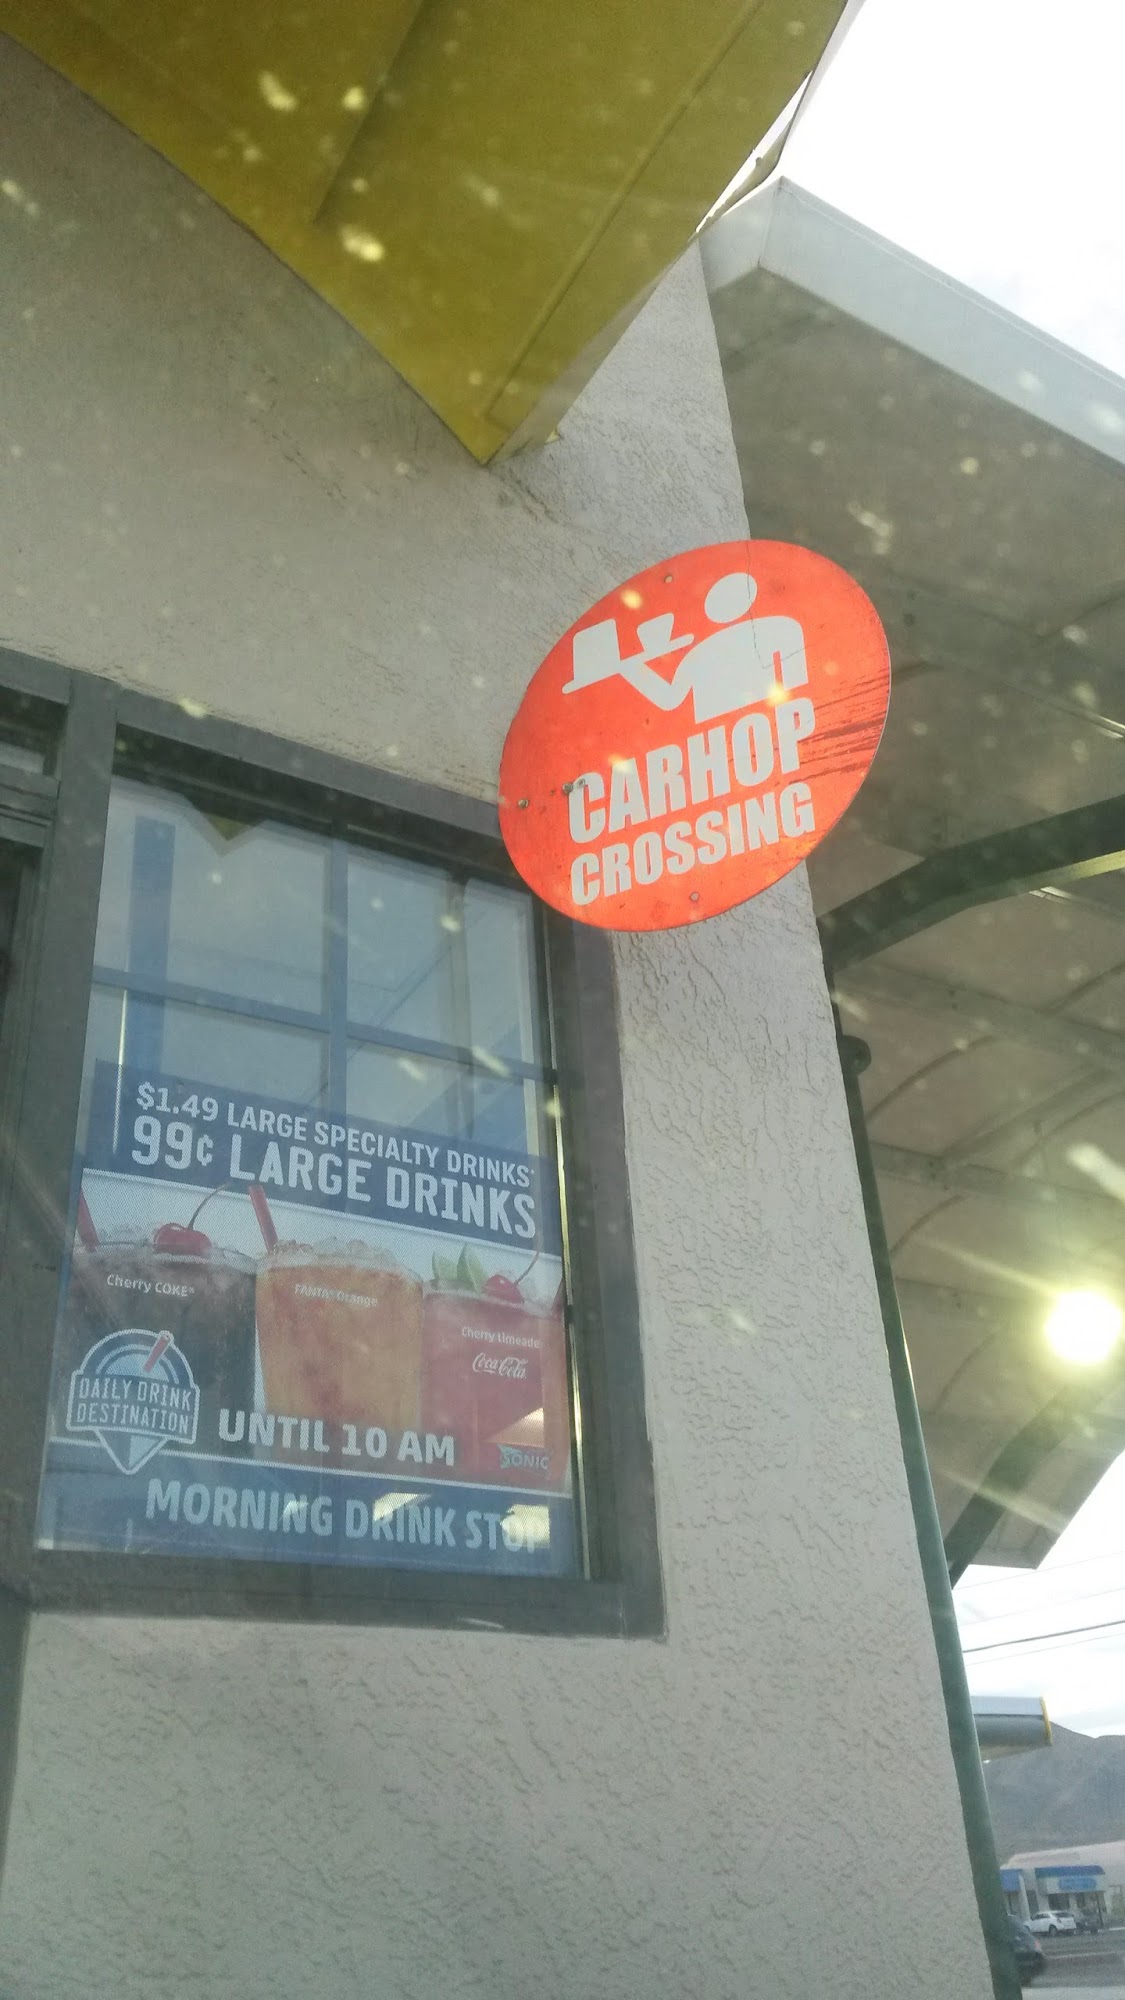 CARHOP
CROSSING
$1.49 LARGE SPECIALTY DRINKS*
99¢ LARGE DRINKS
Cherry COKE®
FANTA® Orange
Cherry Limeade
Coca-Cola
DAILY DRINK
DESTINATION
UNTIL 10 AM
SONIC
MORNING DRINK STOP